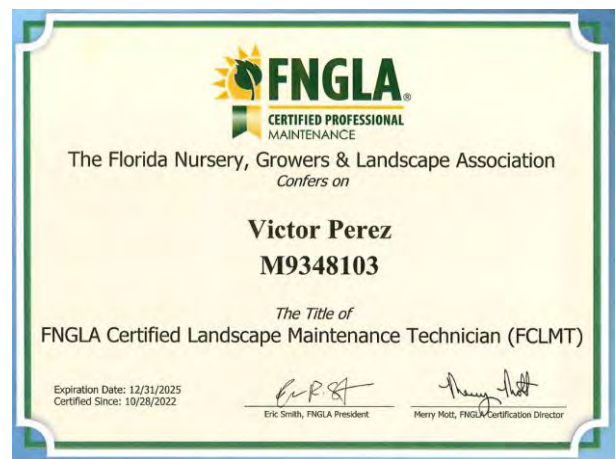 FNGLA®
CERTIFIED PROFESSIONAL
MAINTENANCE
The Florida Nursery, Growers & Landscape Association
Confers on
Victor Perez
M9348103
The Title of
FNGLA Certified Landscape Maintenance Technician (FCLMT)
Expiration Date: 12/31/2025
Certified Since: 10/28/2022
Eric Smith, FNGLA President
Merry Mott, FNGLA Certification Director